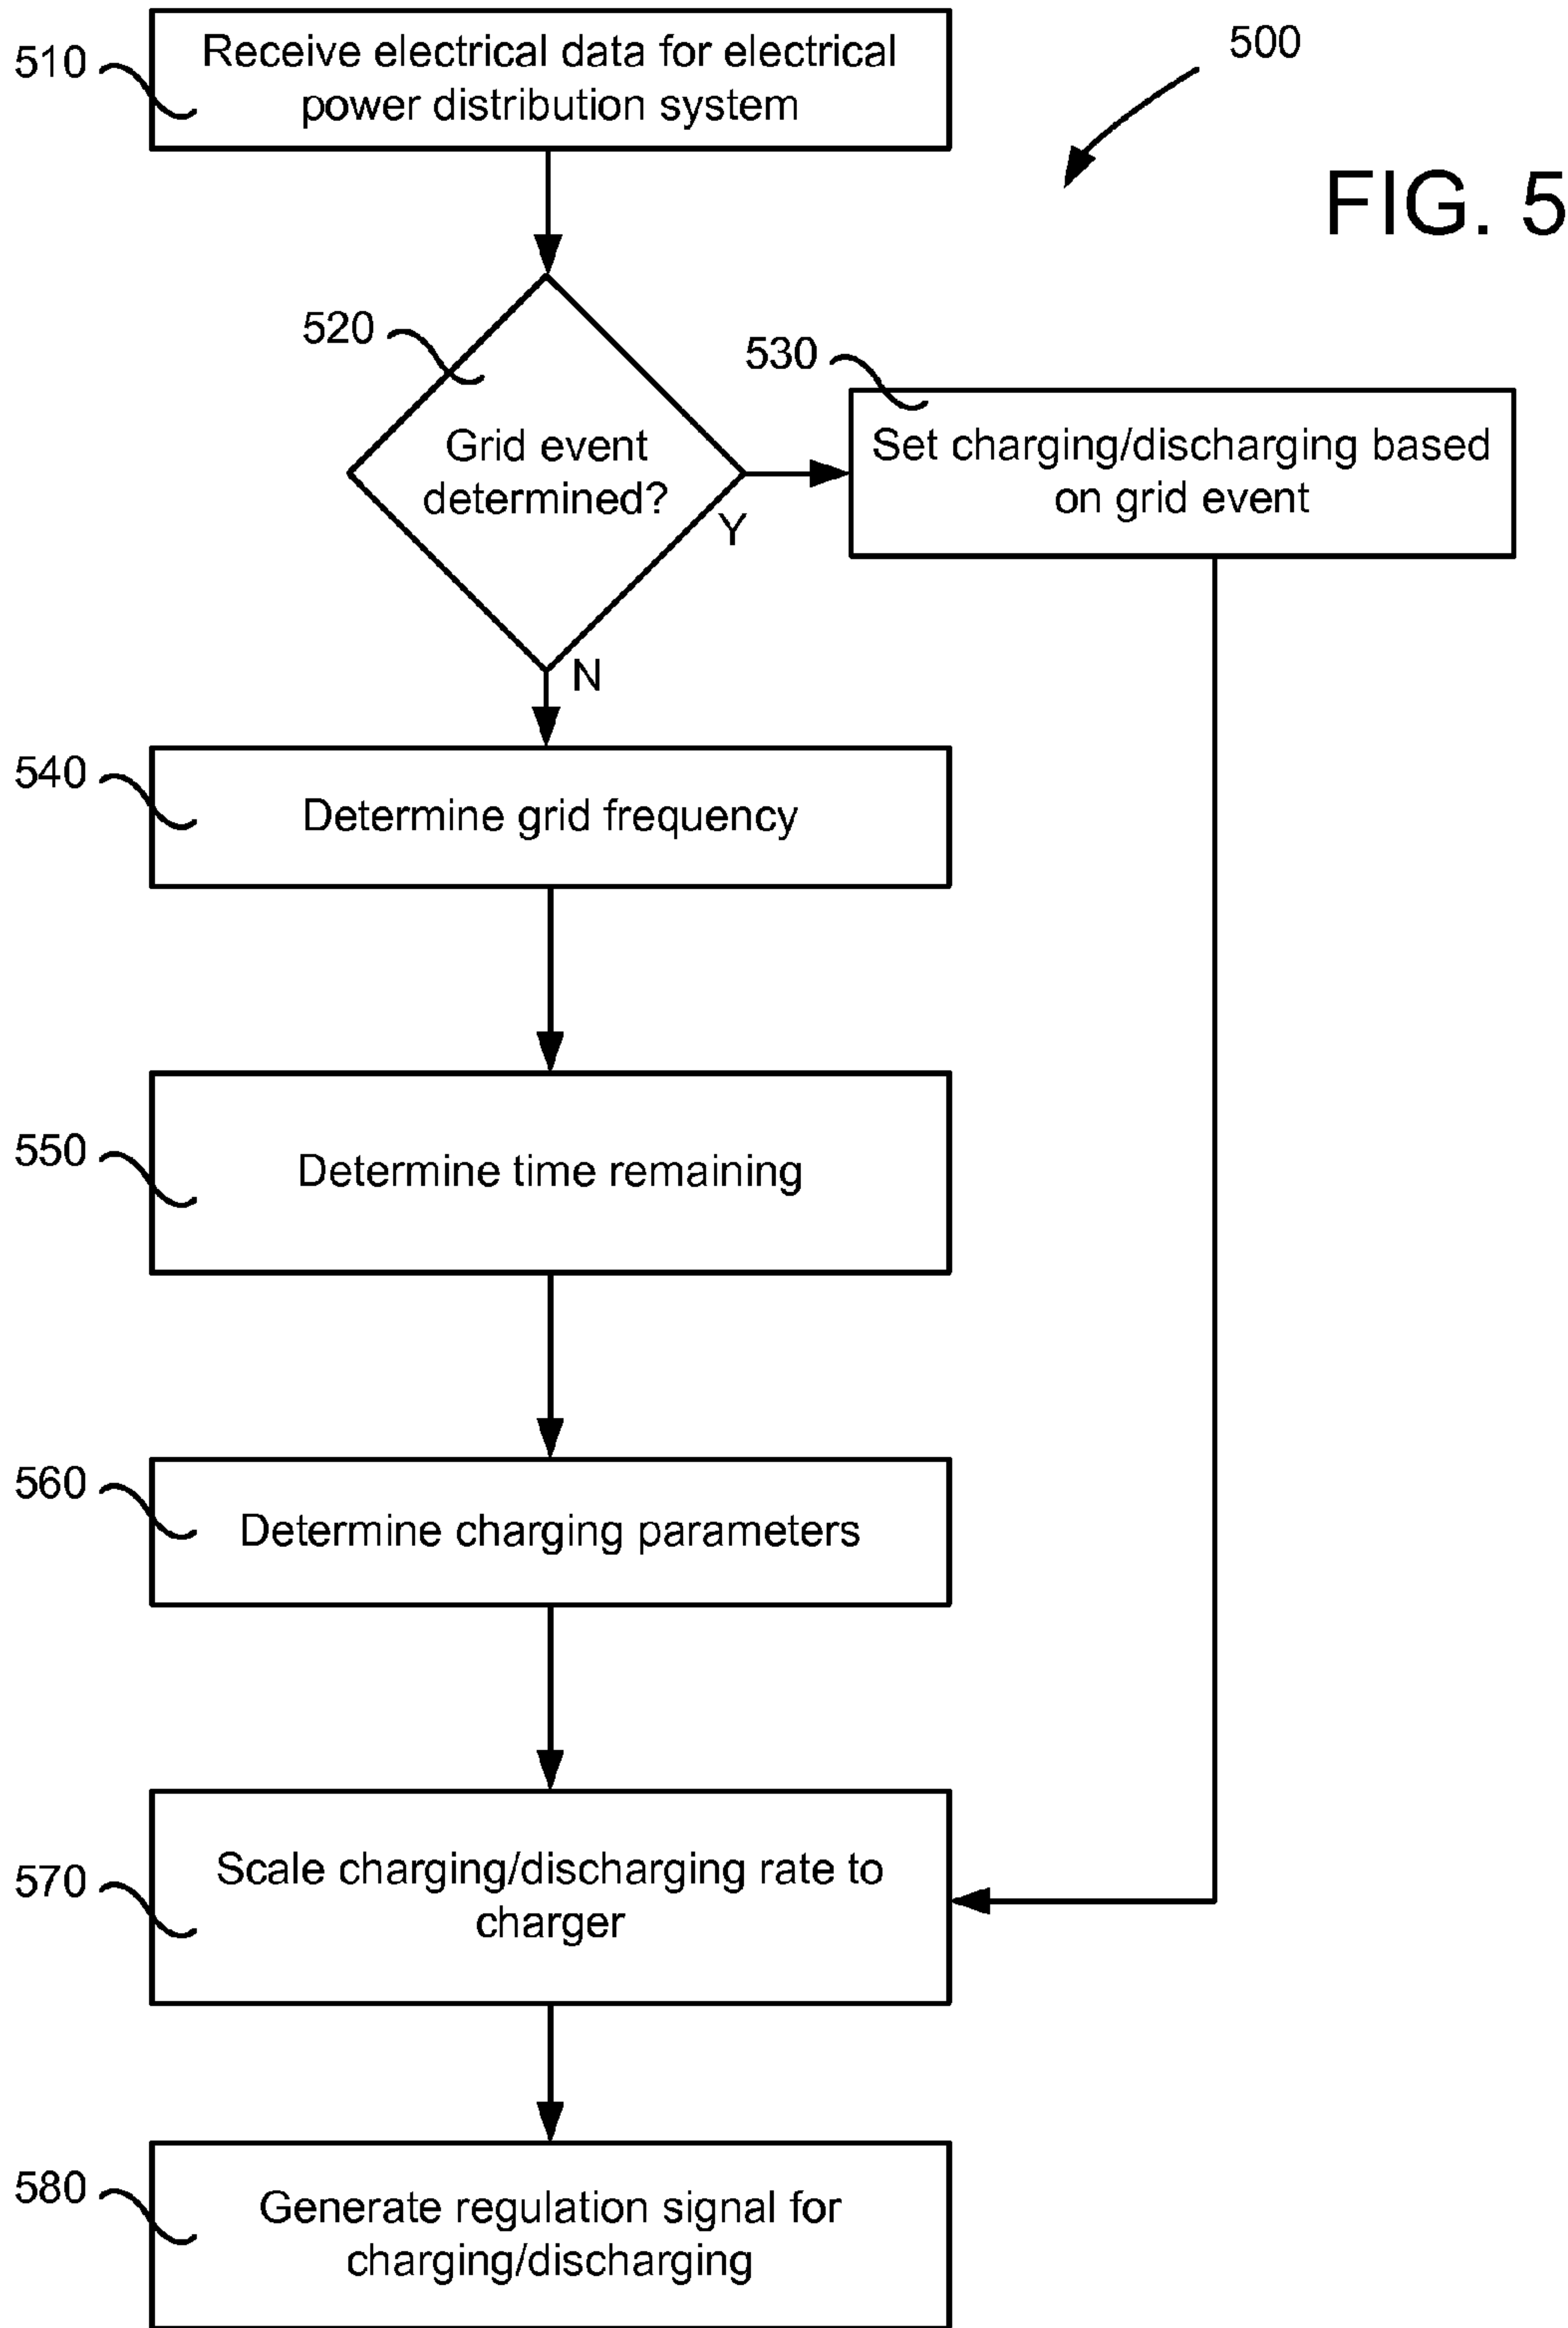 500
FIG. 5
510
Receive electrical data for electrical
power distribution system
520
Grid event
determined?
Y
N
530
Set charging/discharging based
on grid event
540
Determine grid frequency
550
Determine time remaining
560
Determine charging parameters
570
Scale charging/discharging rate to
charger
580
Generate regulation signal for
charging/discharging